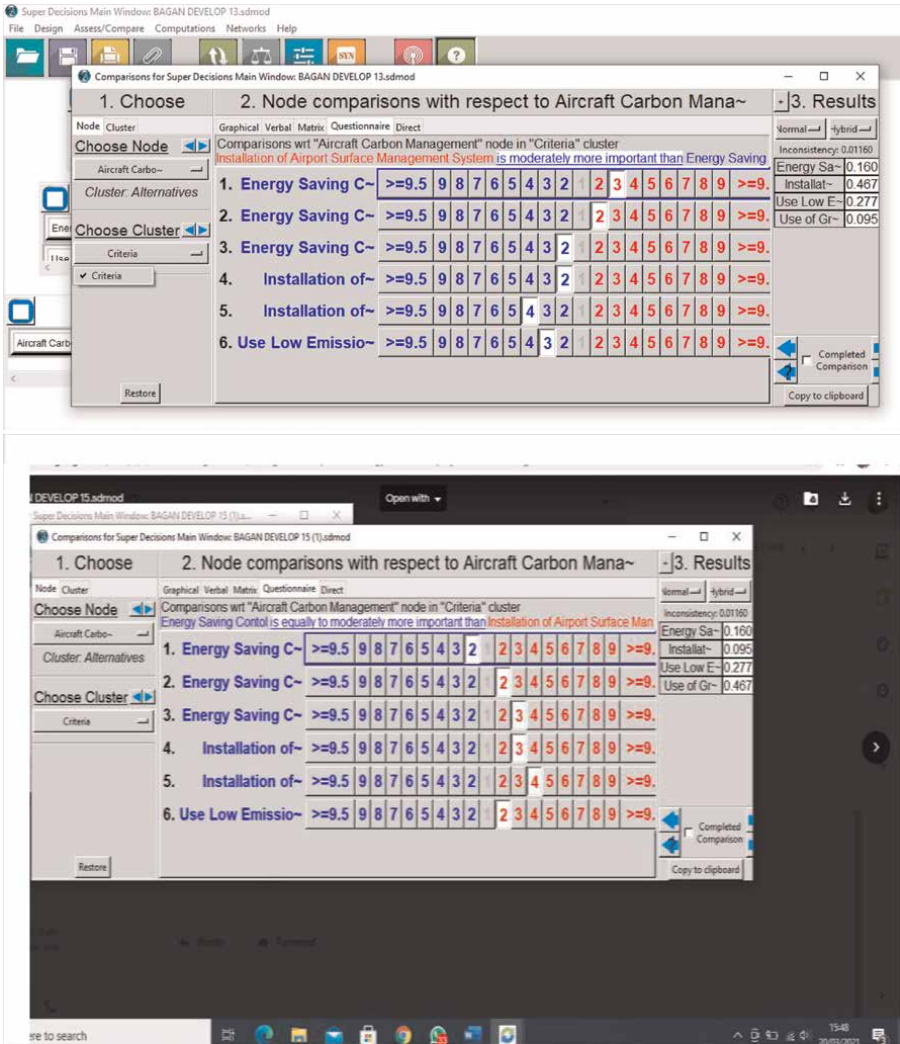 Super Decisions Main Window: BAGAN DEVELOP 13.sdmod
File Design Assess/Compare Computations Networks Help
SYN ?
Comparisons for Super Decisions Main Window: BAGAN DEVELOP 13.sdmod
1. Choose
2. Node comparisons with respect to Aircraft Carbon Mana~
- 3. Results
Node Cluster
Graphical Verbal Matrix Questionnaire Direct
Choose Node
Comparisons wrt "Aircraft Carbon Management" node in "Criteria" cluster
Installation of Airport Surface Management System is moderately more important than Energy Saving
Aircraft Carbo~
Cluster: Alternatives
Choose Cluster
Criteria
✔ Criteria
Restore
1. Energy Saving C~ >=9.5 9 8 7 6 5 4 3 2 1 2 3 4 5 6 7 8 9 >=9.
2. Energy Saving C~ >=9.5 9 8 7 6 5 4 3 2 1 2 3 4 5 6 7 8 9 >=9.
3. Energy Saving C~ >=9.5 9 8 7 6 5 4 3 2 1 2 3 4 5 6 7 8 9 >=9.
4. Installation of~ >=9.5 9 8 7 6 5 4 3 2 1 2 3 4 5 6 7 8 9 >=9.
5. Installation of~ >=9.5 9 8 7 6 5 4 3 2 1 2 3 4 5 6 7 8 9 >=9.
6. Use Low Emissio~ >=9.5 9 8 7 6 5 4 3 2 1 2 3 4 5 6 7 8 9 >=9.
Inconsistency: 0.01160
Energy Sa~ 0.160
Installat~ 0.467
Use Low E~ 0.277
Use of Gr~ 0.095
Completed
Comparison
Copy to clipboard
Ene
Use
Aircraft Carb
DEVELOP 15.sdmod
Open with
Super Decisions Main Window: BAGAN DEVELOP 15 (1).s...
Comparisons for Super Decisions Main Window: BAGAN DEVELOP 15 (1).sdmod
1. Choose
2. Node comparisons with respect to Aircraft Carbon Mana~
- 3. Results
Node Cluster
Graphical Verbal Matrix Questionnaire Direct
Choose Node
Comparisons wrt "Aircraft Carbon Management" node in "Criteria" cluster
Energy Saving Contol is equally to moderately more important than Installation of Airport Surface Man
Aircraft Carbo~
Cluster: Alternatives
Choose Cluster
Criteria
Restore
1. Energy Saving C~ >=9.5 9 8 7 6 5 4 3 2 1 2 3 4 5 6 7 8 9 >=9.
2. Energy Saving C~ >=9.5 9 8 7 6 5 4 3 2 1 2 3 4 5 6 7 8 9 >=9.
3. Energy Saving C~ >=9.5 9 8 7 6 5 4 3 2 1 2 3 4 5 6 7 8 9 >=9.
4. Installation of~ >=9.5 9 8 7 6 5 4 3 2 1 2 3 4 5 6 7 8 9 >=9.
5. Installation of~ >=9.5 9 8 7 6 5 4 3 2 1 2 3 4 5 6 7 8 9 >=9.
6. Use Low Emissio~ >=9.5 9 8 7 6 5 4 3 2 1 2 3 4 5 6 7 8 9 >=9.
Inconsistency: 0.01160
Energy Sa~ 0.160
Installat~ 0.095
Use Low E~ 0.277
Use of Gr~ 0.467
Completed
Comparison
Copy to clipboard
Forward
ere to search
15:48
20/03/2021